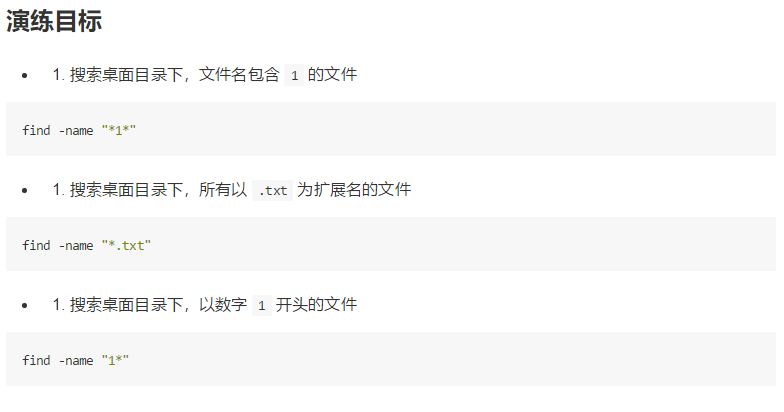 演练目标
• 1. 搜索桌面目录下，文件名包含 1 的文件
find -name "*1*"
• 1. 搜索桌面目录下，所有以 .txt 为扩展名的文件
find -name "*.txt"
• 1. 搜索桌面目录下，以数字 1 开头的文件
find -name "1*"